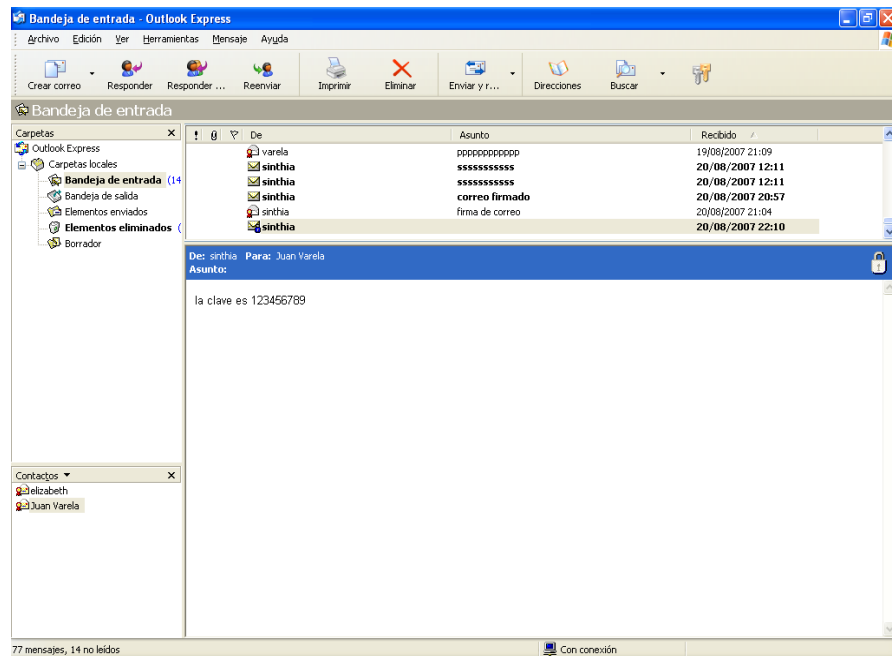 Bandeja de entrada - Outlook Express
Archivo Edición Ver Herramientas Mensaje Ayuda
Crear correo Responder Responder ... Reenviar Imprimir Eliminar Enviar y r... Direcciones Buscar
Bandeja de entrada
Carpetas
Outlook Express
Carpetas locales
Bandeja de entrada (14
Bandeja de salida
Elementos enviados
Elementos eliminados (
Borrador
! De Asunto Recibido
varela pppppppppppp 19/08/2007 21:09
sinthia sssssssssss 20/08/2007 12:11
sinthia sssssssssss 20/08/2007 12:11
sinthia correo firmado 20/08/2007 20:57
sinthia firma de correo 20/08/2007 21:04
sinthia 20/08/2007 22:10
De: sinthia Para: Juan Varela
Asunto:
la clave es 123456789
Contactos
elizabeth
Juan Varela
77 mensajes, 14 no leídos Con conexión